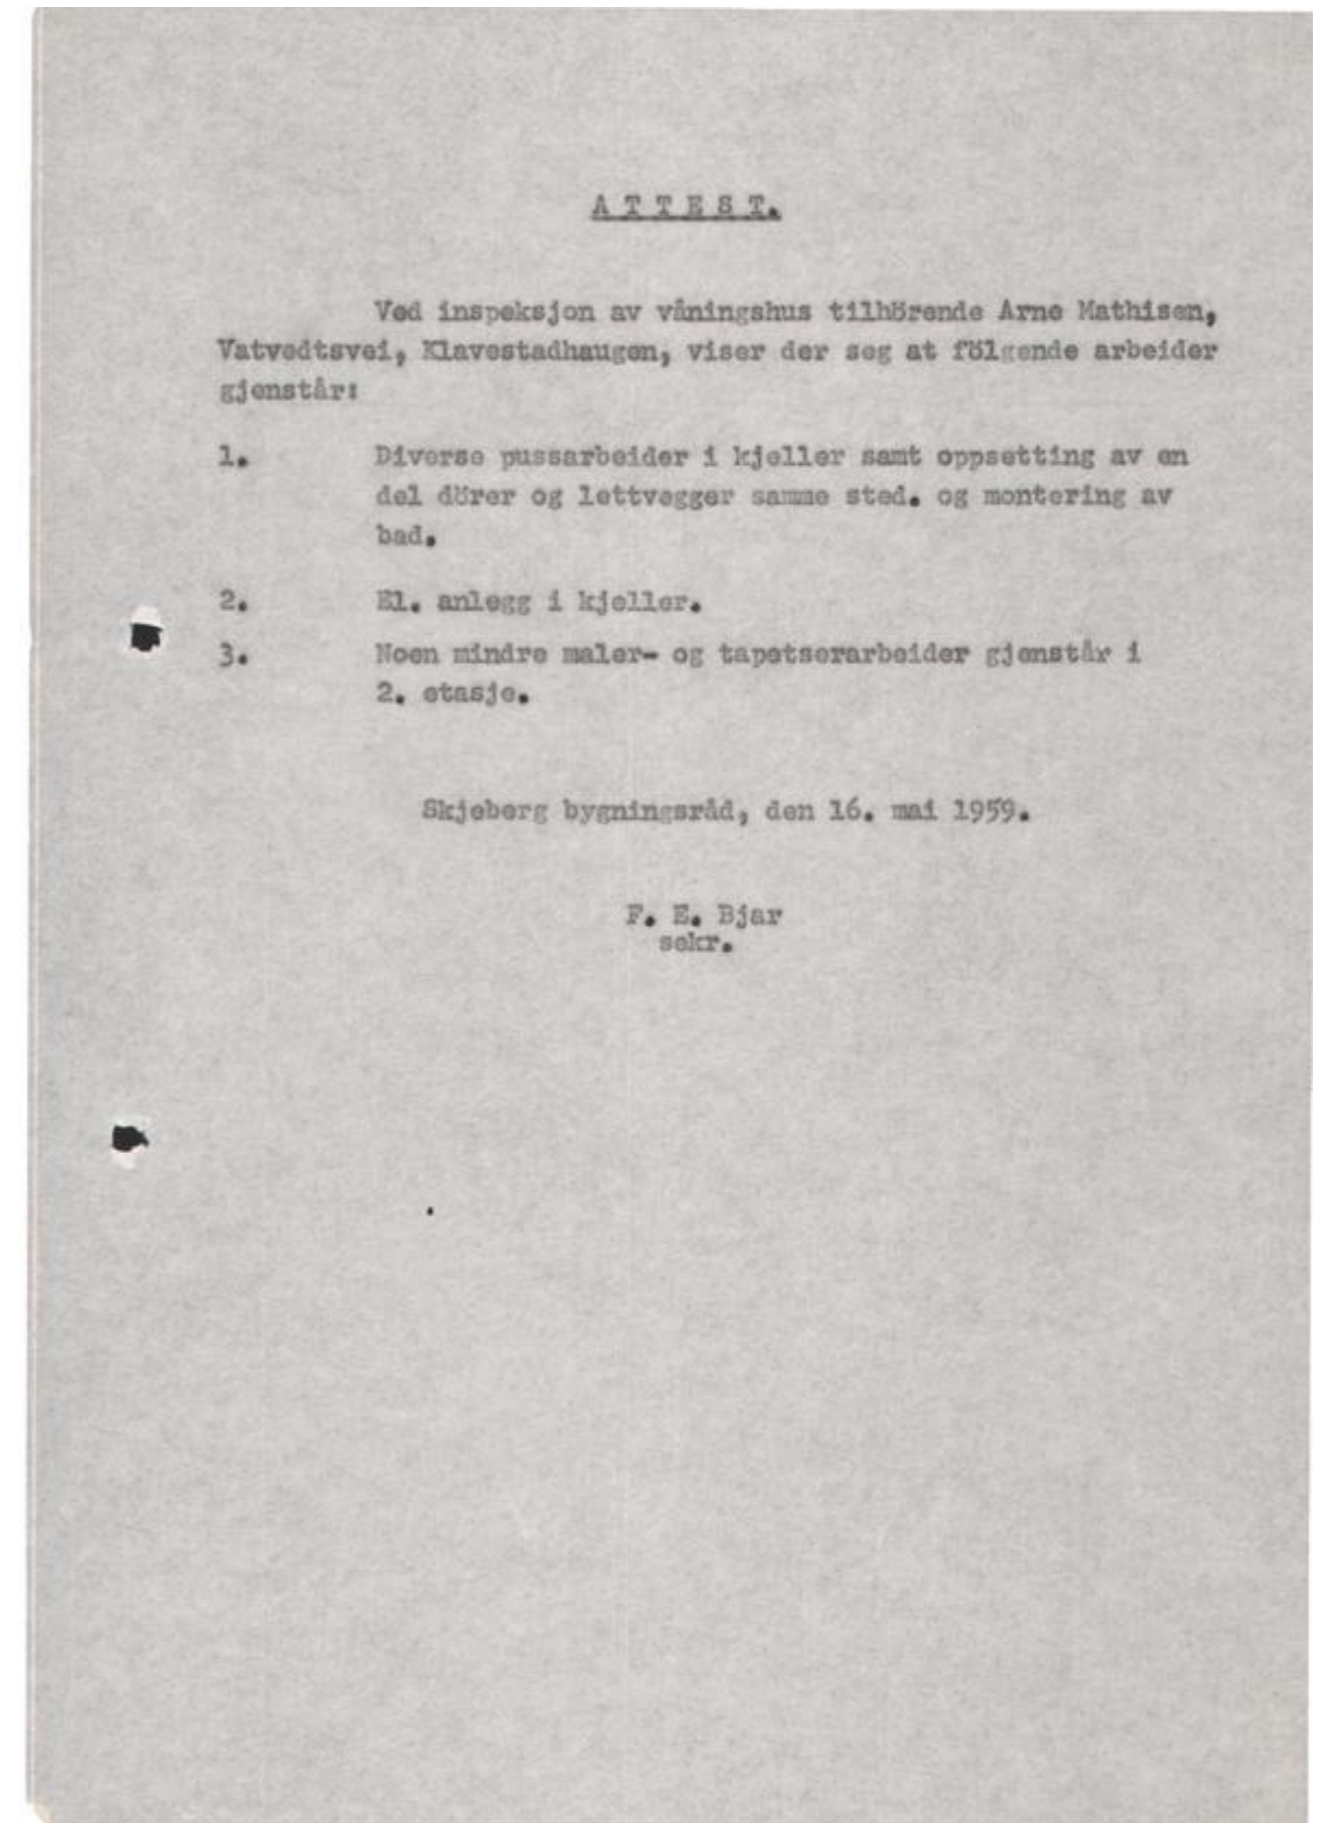 A T T E S T.
Ved inspeksjon av våningshus tilhörende Arne Mathisen,
Vatvedtsvei, Klavestadhaugen, viser der seg at fölgende arbeider
gjenstår:
1. Diverse pussarbeider i kjeller samt oppsetting av en
del dörer og lettvegger samme sted. og montering av
bad.
2. El. anlegg i kjeller.
3. Noen mindre maler- og tapetserarbeider gjenstår i
2. etasje.
Skjeberg bygningsråd, den 16. mai 1959.
F. E. Bjar
sekr.